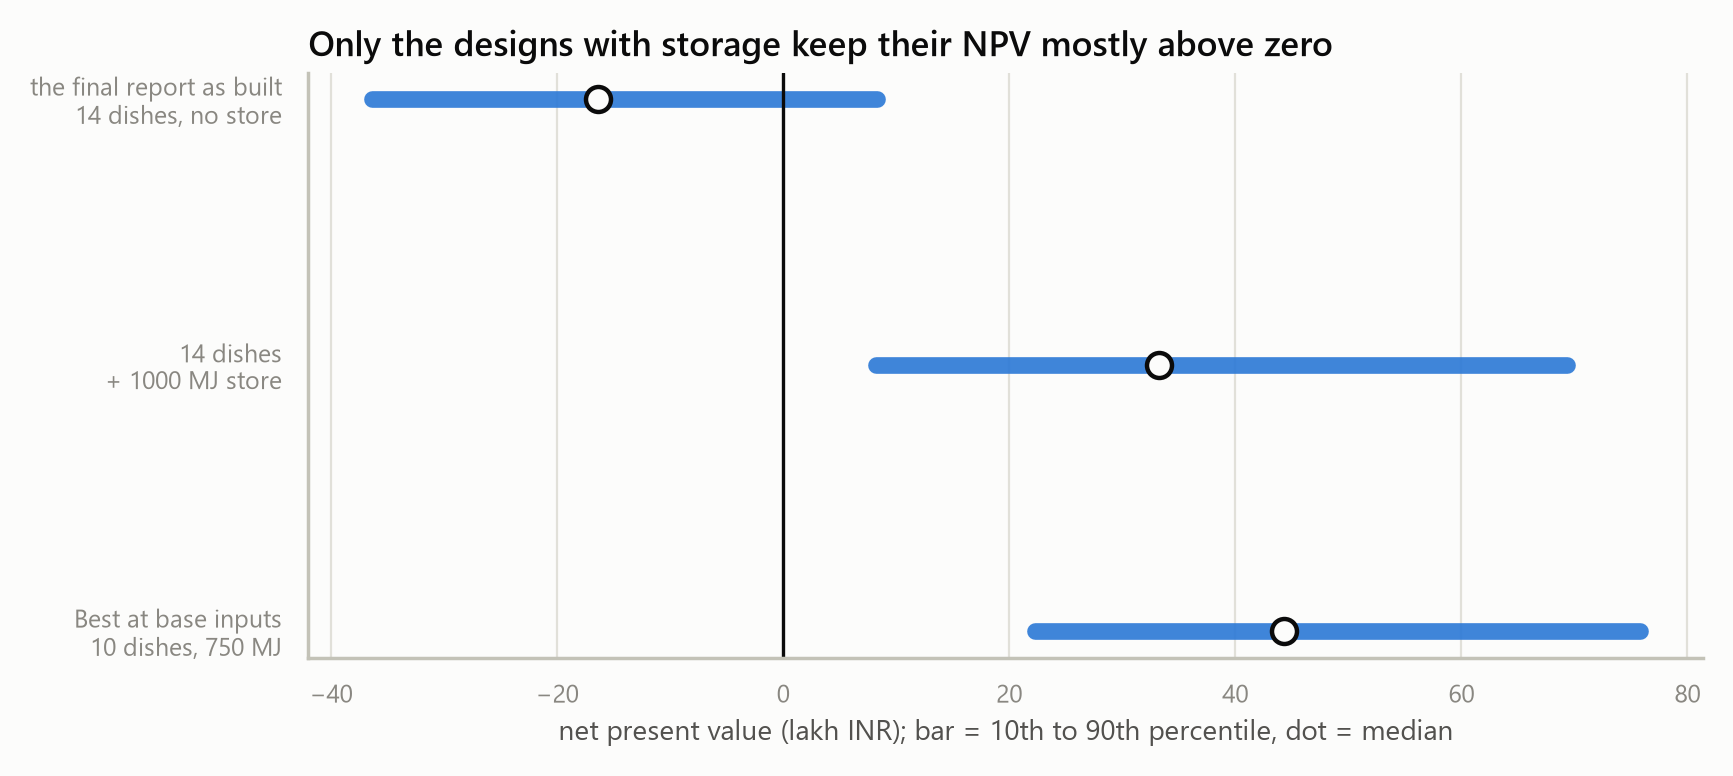 Only the designs with storage keep their NPV mostly above zero
the final report as built
14 dishes, no store
14 dishes
+ 1000 MJ store
Best at base inputs
10 dishes, 750 MJ
−40 −20 0 20 40 60 80
net present value (lakh INR); bar = 10th to 90th percentile, dot = median